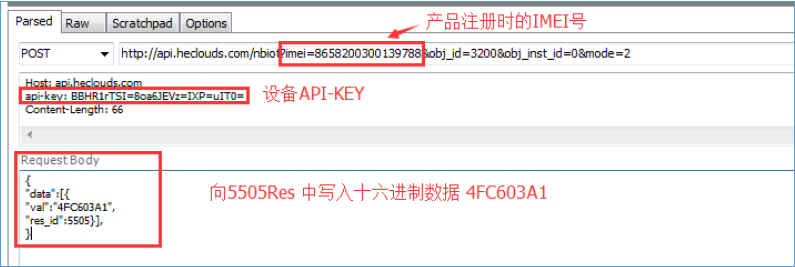 Parsed Raw Scratchpad Options
产品注册时的IMEI号
POST http://api.heclouds.com/nbiot?imei=8658200300139788&obj_id=3200&obj_inst_id=0&mode=2
Host: api.heclouds.com
api-key: BBHR1rTSI=8oa6JEVz=IXP=uIT0= 设备API-KEY
Content-Length: 66
Request Body
{
"data":[{
"val":"4FC603A1", 向5505Res 中写入十六进制数据 4FC603A1
"res_id":5505}],
}